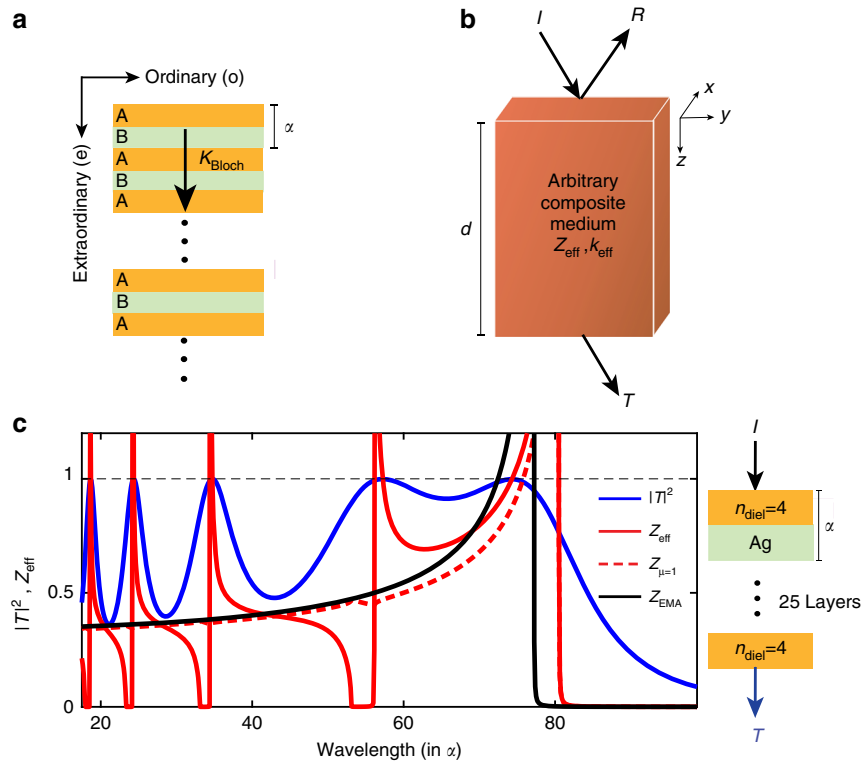 a
Ordinary (o)
Extraordinary (e)
A
B
A
B
A
α
K_Bloch
A
B
A
b
I
R
x
y
z
d
Arbitrary
composite
medium
Z_eff , k_eff
T
c
|T|² , Z_eff
1
0.5
0
20
40
60
80
Wavelength (in α)
|T|²
Z_eff
Z_μ=1
Z_EMA
I
n_diel=4
Ag
α
25 Layers
n_diel=4
T